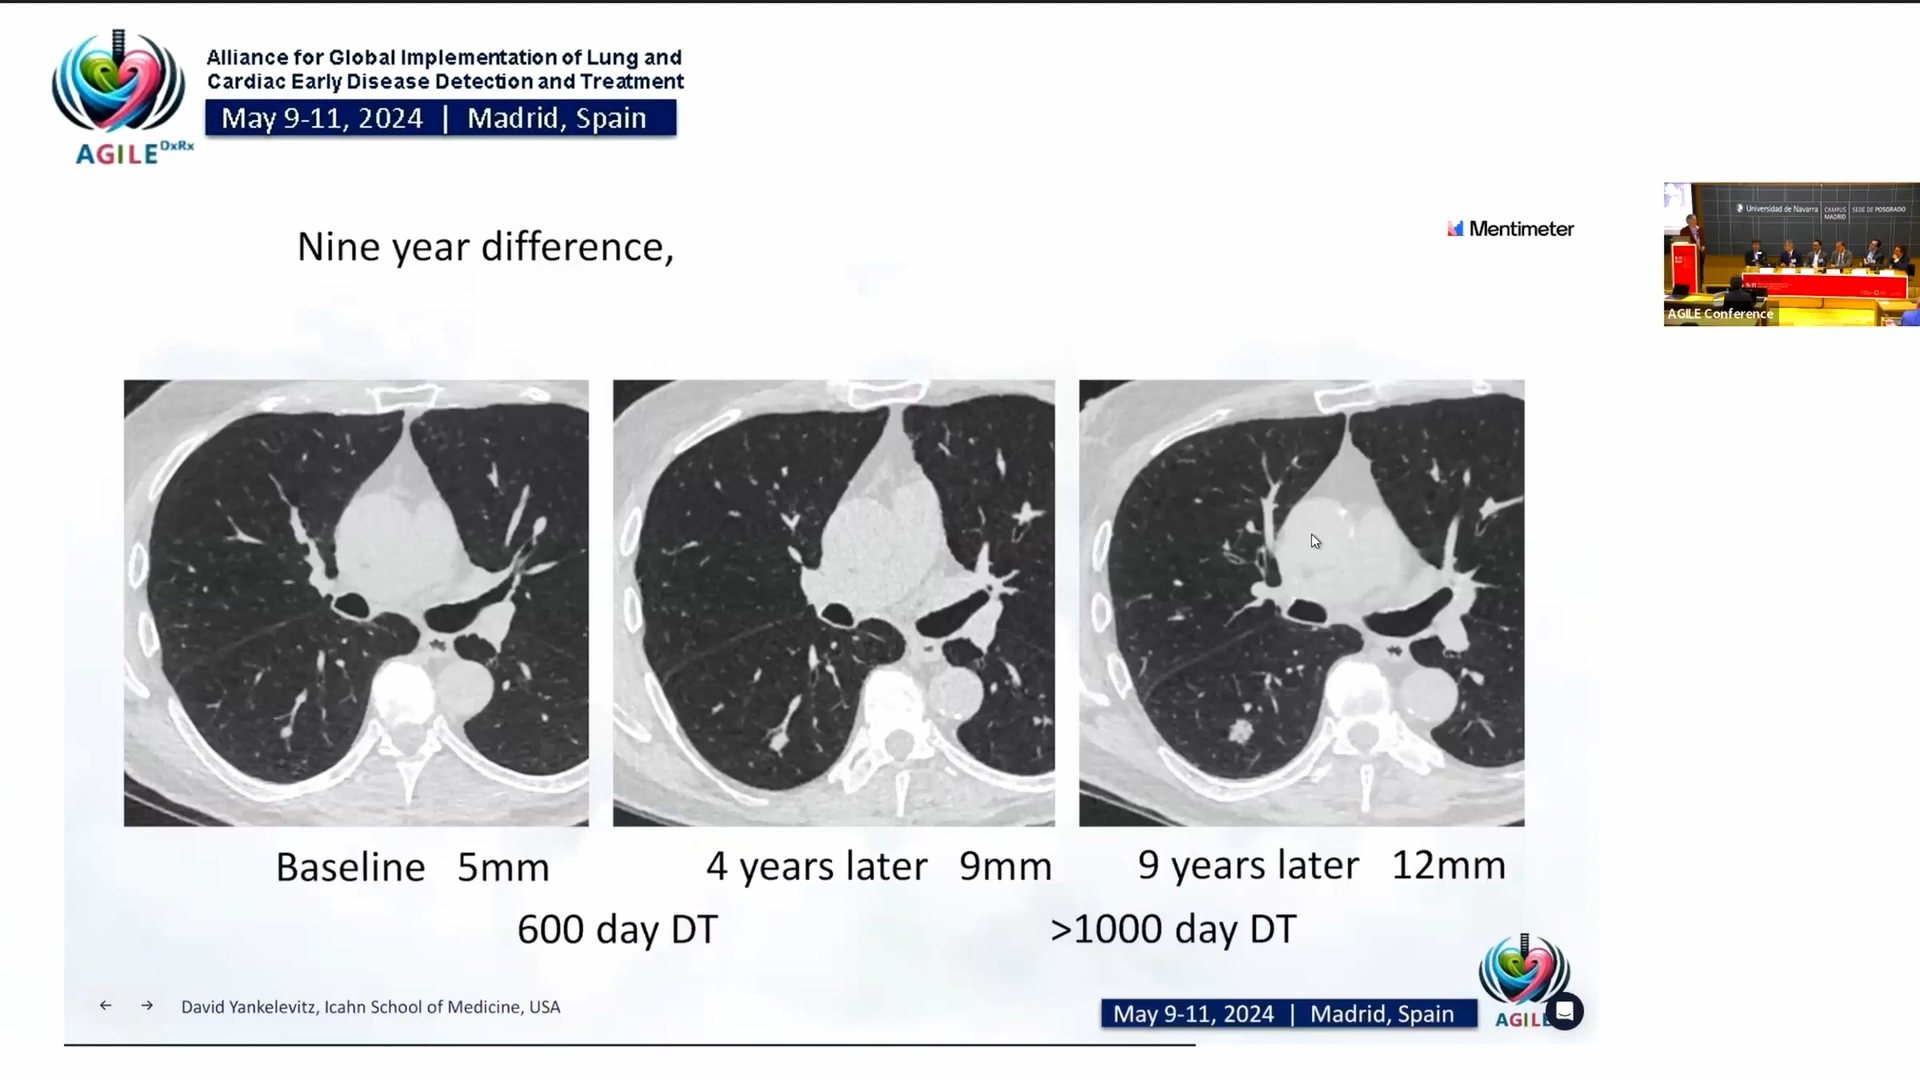 Alliance for Global Implementation of Lung and
Cardiac Early Disease Detection and Treatment
May 9-11, 2024 | Madrid, Spain
AGILE DxRx
Nine year difference,
Mentimeter
Universidad de Navarra
CAMPUS
MADRID
SEDE DE POSGRADO
AGILE Conference
Baseline 5mm
4 years later 9mm
9 years later 12mm
600 day DT
>1000 day DT
← → David Yankelevitz, Icahn School of Medicine, USA
May 9-11, 2024 | Madrid, Spain
AGIL